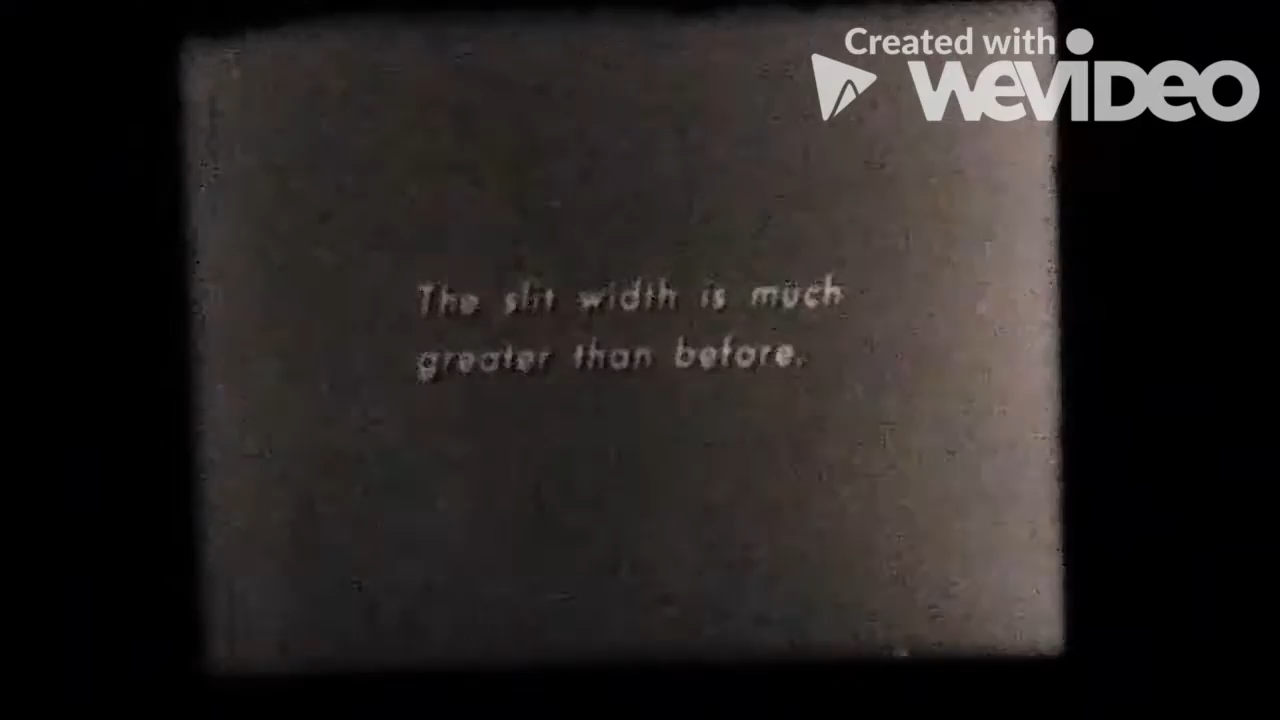 Created with
WeVIDEO
The slit width is much
greater than before.